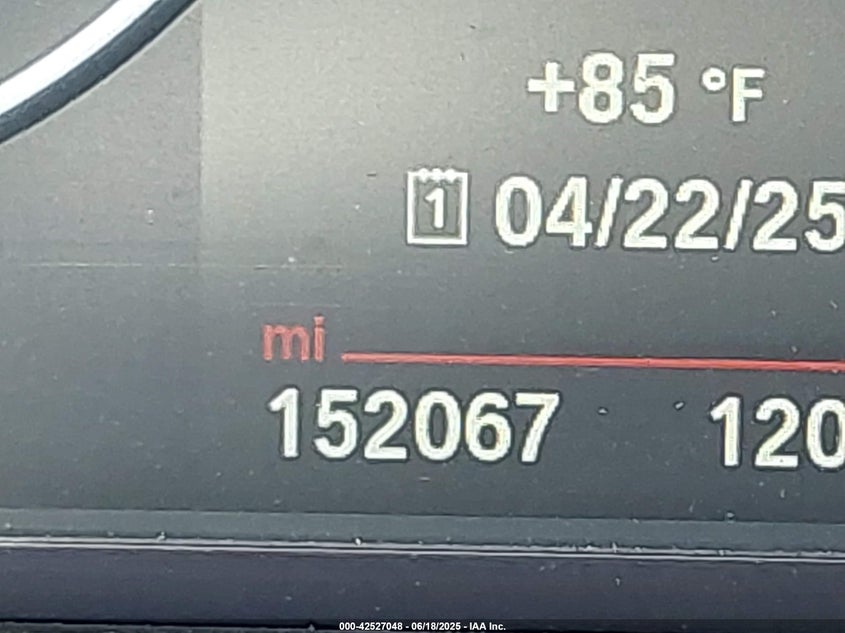 +85 °F
1 04/22/25
mi
152067 120
000-42527048 - 06/18/2025 - IAA Inc.